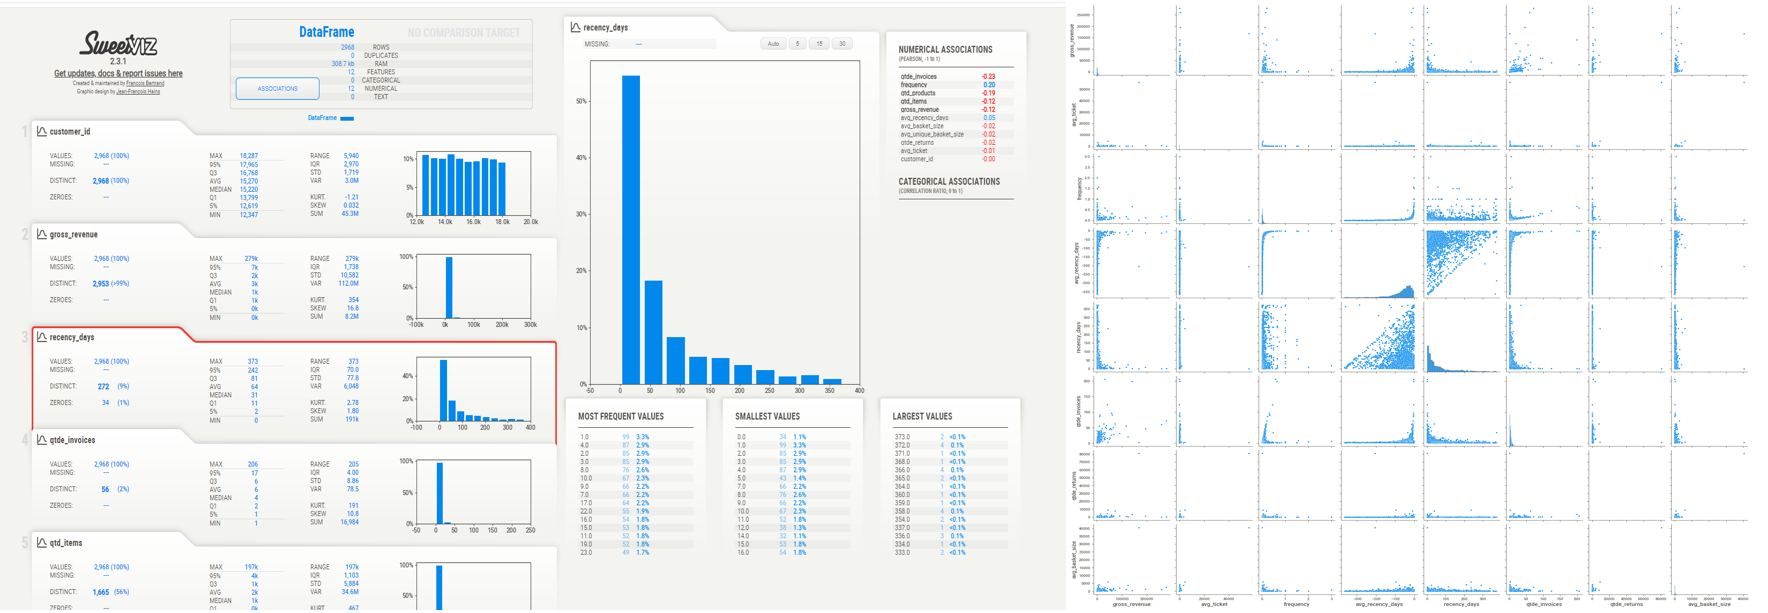 SweetVIZ
2.3.1
Get updates, docs & report issues here
Created & maintained by Francois Bertrand
Graphic design by Jean-Francois Hains
DataFrame
NO COMPARISON TARGET
2968 ROWS
0 DUPLICATES
308.7 kb RAM
12 FEATURES
0 CATEGORICAL
12 NUMERICAL
0 TEXT
ASSOCIATIONS
DataFrame
1 customer_id
VALUES: 2,968 (100%)
MISSING: ---
DISTINCT: 2,968 (100%)
ZEROES: ---
MAX 18,287
95% 17,965
Q3 16,768
AVG 15,270
MEDIAN 15,220
Q1 13,799
5% 12,619
MIN 12,347
RANGE 5,940
IQR 2,970
STD 1,719
VAR 3.0M
KURT. -1.21
SKEW 0.032
SUM 45.3M
10%
5%
0%
12.0k 14.0k 16.0k 18.0k 20.0k
2 gross_revenue
VALUES: 2,968 (100%)
MISSING: ---
DISTINCT: 2,953 (>99%)
ZEROES: ---
MAX 279k
95% 7k
Q3 2k
AVG 3k
MEDIAN 1k
Q1 1k
5% 0k
MIN 0k
RANGE 279k
IQR 1,738
STD 10,582
VAR 112.0M
KURT. 354
SKEW 16.8
SUM 8.2M
100%
50%
0%
-100k 0k 100k 200k 300k
3 recency_days
VALUES: 2,968 (100%)
MISSING: ---
DISTINCT: 272 (9%)
ZEROES: 34 (1%)
MAX 373
95% 242
Q3 81
AVG 64
MEDIAN 31
Q1 11
5% 2
MIN 0
RANGE 373
IQR 70.0
STD 77.8
VAR 6,048
KURT. 2.78
SKEW 1.80
SUM 191k
40%
20%
0%
-100 0 100 200 300 400
4 qtde_invoices
VALUES: 2,968 (100%)
MISSING: ---
DISTINCT: 56 (2%)
ZEROES: ---
MAX 206
95% 17
Q3 6
AVG 6
MEDIAN 4
Q1 2
5% 1
MIN 1
RANGE 205
IQR 4.00
STD 8.86
VAR 78.5
KURT. 191
SKEW 10.8
SUM 16,984
100%
50%
0%
-50 0 50 100 150 200 250
5 qtd_items
VALUES: 2,968 (100%)
MISSING: ---
DISTINCT: 1,665 (56%)
ZEROES: ---
MAX 197k
95% 4k
Q3 1k
AVG 2k
MEDIAN 1k
RANGE 197k
IQR 1,103
STD 5,884
VAR 34.6M
KURT. 467
100%
50%
recency_days
MISSING: ---
Auto 5 15 30
50%
40%
30%
20%
10%
0%
-50 0 50 100 150 200 250 300 350 400
NUMERICAL ASSOCIATIONS
(PEARSON, -1 to 1)
qtde_invoices -0.23
frequency 0.20
qtd_products -0.19
qtd_items -0.12
gross_revenue -0.12
avg_recency_days 0.05
avg_basket_size -0.02
avg_unique_basket_size -0.02
qtde_returns -0.02
avg_ticket -0.01
customer_id -0.00
CATEGORICAL ASSOCIATIONS
(CORRELATION RATIO, 0 to 1)
MOST FREQUENT VALUES
1.0 99 3.3%
4.0 87 2.9%
2.0 85 2.9%
3.0 85 2.9%
8.0 76 2.6%
10.0 67 2.3%
9.0 66 2.2%
7.0 66 2.2%
17.0 64 2.2%
22.0 55 1.9%
16.0 54 1.8%
15.0 53 1.8%
11.0 52 1.8%
19.0 52 1.8%
23.0 49 1.7%
SMALLEST VALUES
0.0 34 1.1%
1.0 99 3.3%
2.0 85 2.9%
3.0 85 2.9%
4.0 87 2.9%
5.0 43 1.4%
7.0 66 2.2%
8.0 76 2.6%
9.0 66 2.2%
10.0 67 2.3%
11.0 52 1.8%
12.0 38 1.3%
14.0 32 1.1%
15.0 53 1.8%
16.0 54 1.8%
LARGEST VALUES
373.0 2 <0.1%
372.0 4 0.1%
371.0 1 <0.1%
368.0 1 <0.1%
366.0 4 0.1%
365.0 2 <0.1%
364.0 1 <0.1%
360.0 1 <0.1%
359.0 1 <0.1%
358.0 4 0.1%
354.0 2 <0.1%
337.0 1 <0.1%
336.0 3 0.1%
334.0 1 <0.1%
333.0 2 <0.1%
gross_revenue
avg_ticket
frequency
avg_recency_days
recency_days
qtde_invoices
qtde_returns
avg_basket_size
gross_revenue avg_ticket frequency avg_recency_days recency_days qtde_invoices qtde_returns avg_basket_size